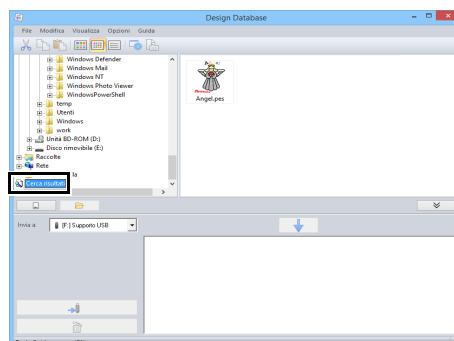 Design Database
File Modifica Visualizza Opzioni Guida
Windows Defender
Windows Mail
Windows NT
Windows Photo Viewer
WindowsPowerShell
temp
Utenti
Windows
work
Unità BD-ROM (D:)
Disco rimovibile (E:)
Raccolte
Rete
la
Cerca risultati
Angel.pes
Invia a:
[F:] Supporto USB